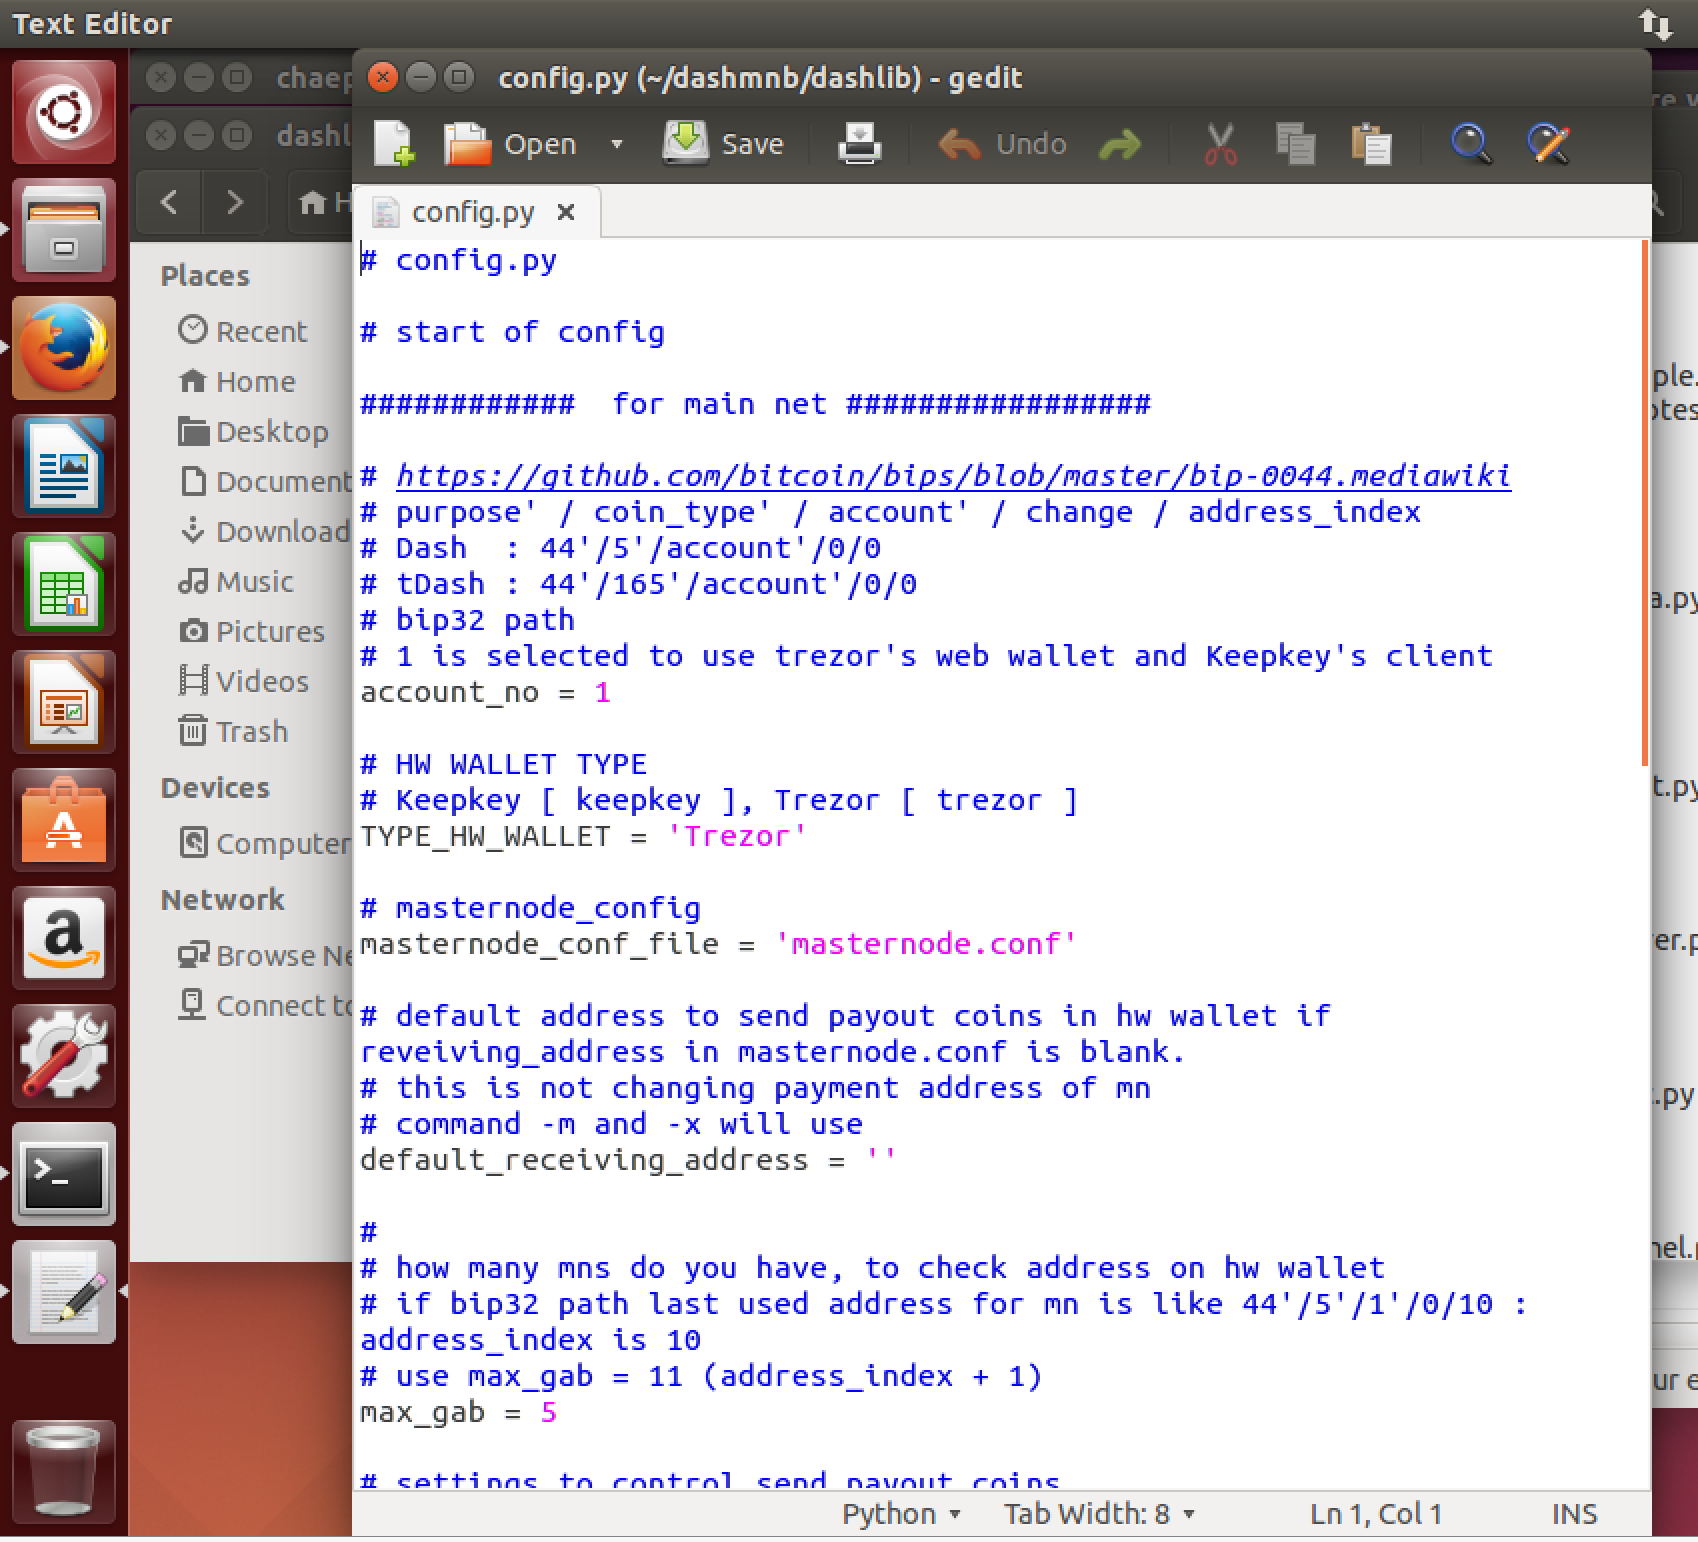 Text Editor
chaep
config.py (~/dashmnb/dashlib) - gedit
dashl
Open
Save
Undo
H
config.py
Places
Recent
Home
Desktop
Document
Download
Music
Pictures
Videos
Trash
Devices
Computer
Network
Browse Ne
Connect to
# config.py
# start of config
############  for main net #################
# https://github.com/bitcoin/bips/blob/master/bip-0044.mediawiki
# purpose' / coin_type' / account' / change / address_index
# Dash  : 44'/5'/account'/0/0
# tDash : 44'/165'/account'/0/0
# bip32 path
# 1 is selected to use trezor's web wallet and Keepkey's client
account_no = 1
# HW WALLET TYPE
# Keepkey [ keepkey ], Trezor [ trezor ]
TYPE_HW_WALLET = 'Trezor'
# masternode_config
masternode_conf_file = 'masternode.conf'
# default address to send payout coins in hw wallet if
reveiving_address in masternode.conf is blank.
# this is not changing payment address of mn
# command -m and -x will use
default_receiving_address = ''
#
# how many mns do you have, to check address on hw wallet
# if bip32 path last used address for mn is like 44'/5'/1'/0/10 :
address_index is 10
# use max_gab = 11 (address_index + 1)
max_gab = 5
# settings to control send payout coins
Python
Tab Width: 8
Ln 1, Col 1
INS
ple.
otes
a.py
t.py
er.p
.py
nel.p
ur e